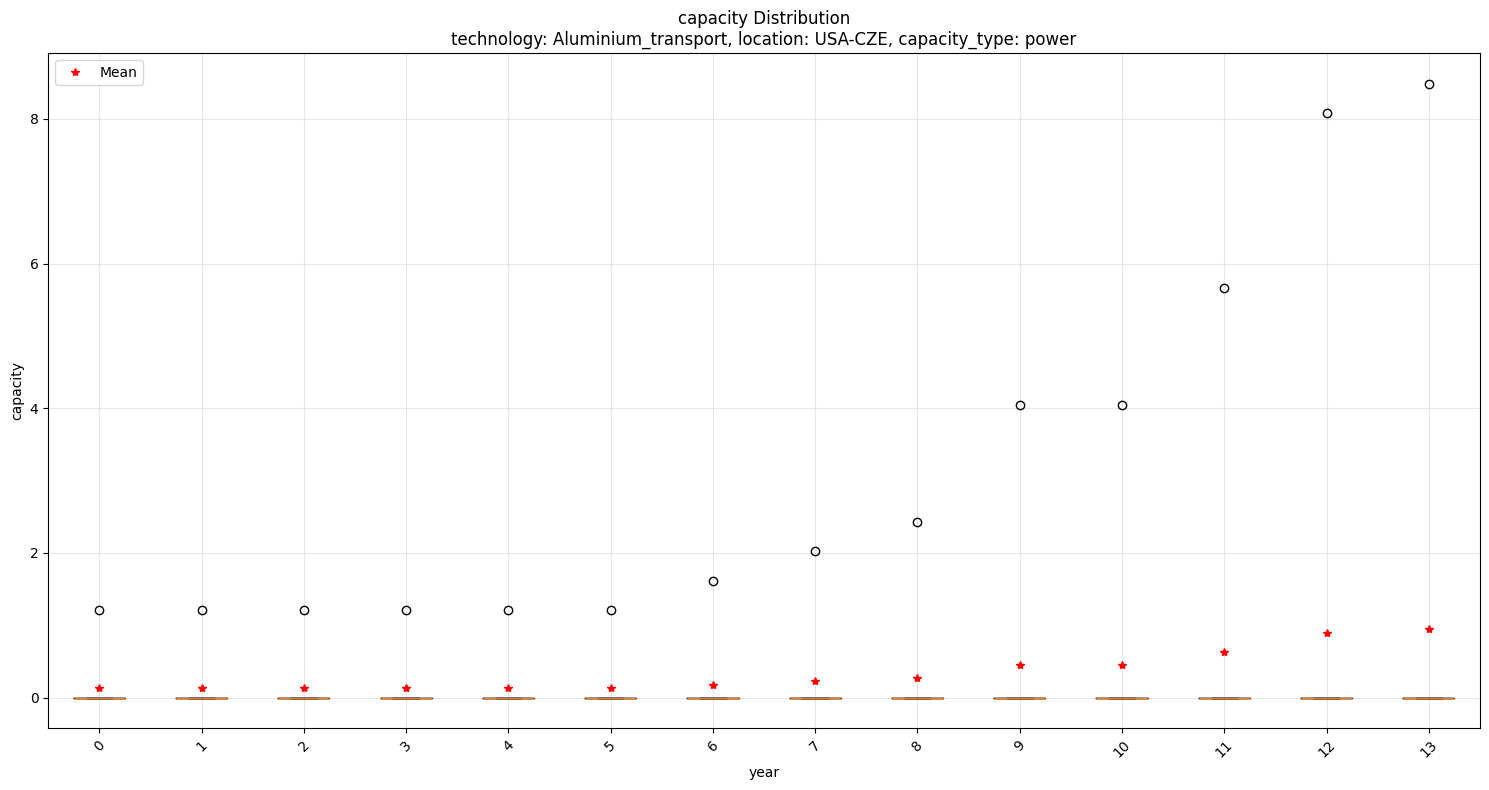 capacity Distribution
technology: Aluminium_transport, location: USA-CZE, capacity_type: power
Mean
8
6
4
2
0
capacity
0 1 2 3 4 5 6 7 8 9 10 11 12 13
year